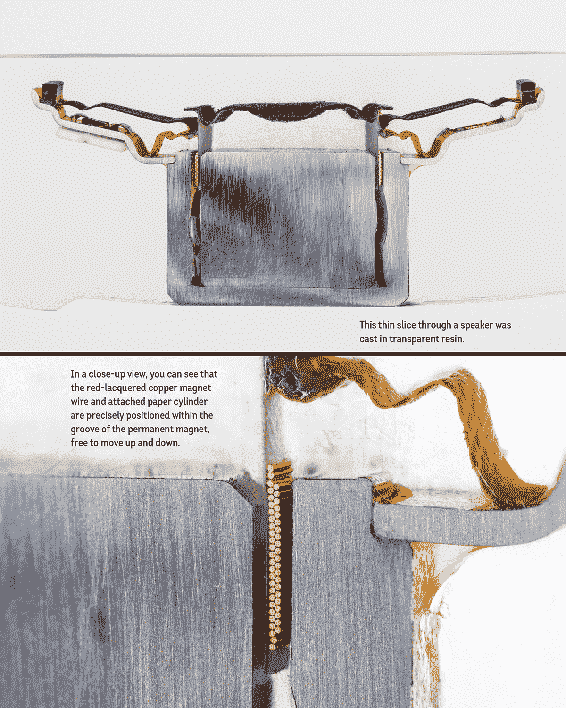 This thin slice through a speaker was
cast in transparent resin.
In a close-up view, you can see that
the red-lacquered copper magnet
wire and attached paper cylinder
are precisely positioned within the
groove of the permanent magnet,
free to move up and down.